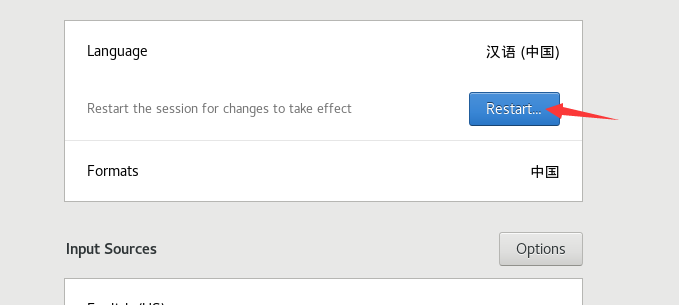 Language 汉语 (中国)
Restart the session for changes to take effect Restart...
Formats 中国
Input Sources Options